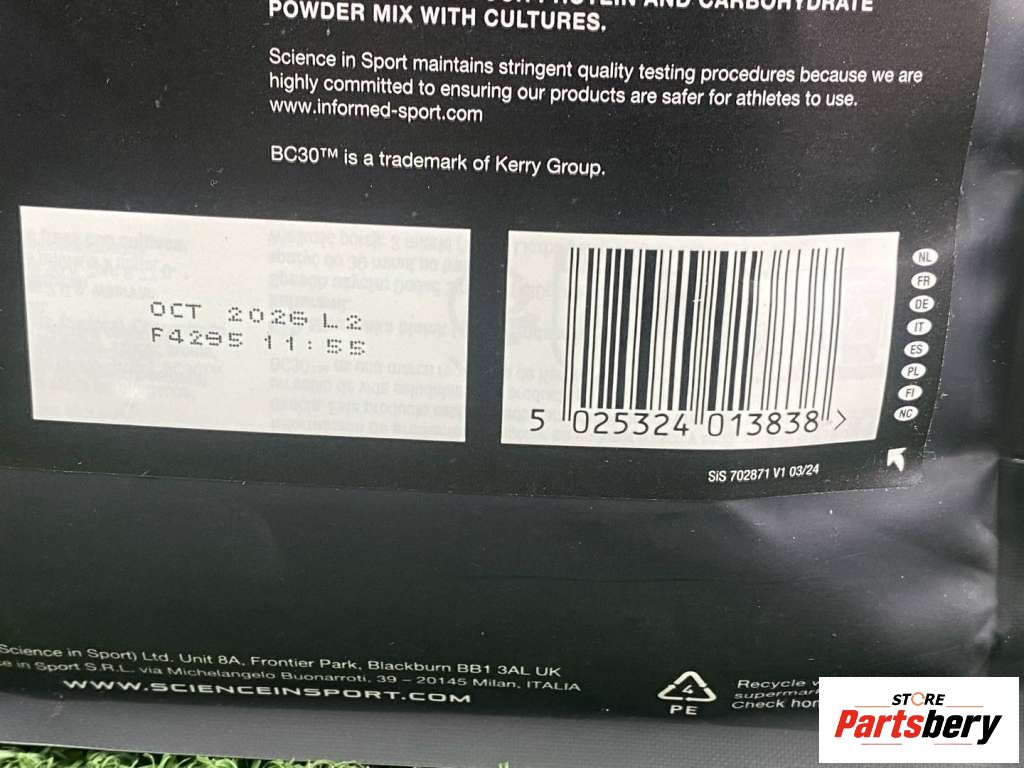 PROTEIN AND CARBOHYDRATE
POWDER MIX WITH CULTURES.
Science in Sport maintains stringent quality testing procedures because we are
highly committed to ensuring our products are safer for athletes to use.
www.informed-sport.com
BC30™ is a trademark of Kerry Group.
OCT 2026 L2
F4295 11:55
5 025324 013838 >
NL
FR
DE
IT
ES
PL
FI
NC
SiS 702871 V1 03/24
Science in Sport) Ltd. Unit 8A, Frontier Park, Blackburn BB1 3AL UK
in Sport S.R.L. via Michelangelo Buonarroti, 39 – 20145 Milan, ITALIA
WWW.SCIENCEINSPORT.COM
4
PE
Recycle
Check
STORE
Partsbery